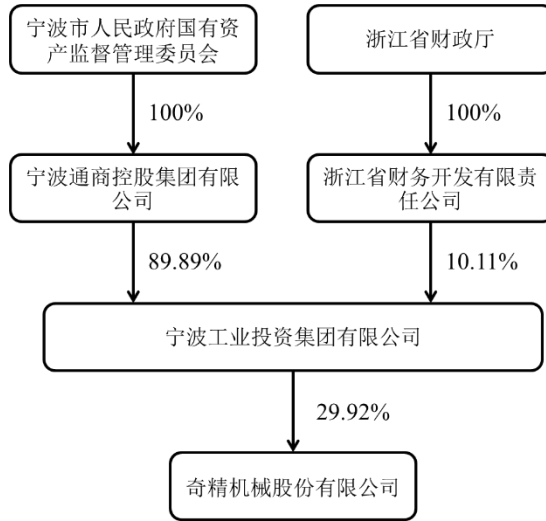 宁波市人民政府国有资
产监督管理委员会
浙江省财政厅
100%
100%
宁波通商控股集团有限
公司
浙江省财务开发有限责
任公司
89.89%
10.11%
宁波工业投资集团有限公司
29.92%
奇精机械股份有限公司